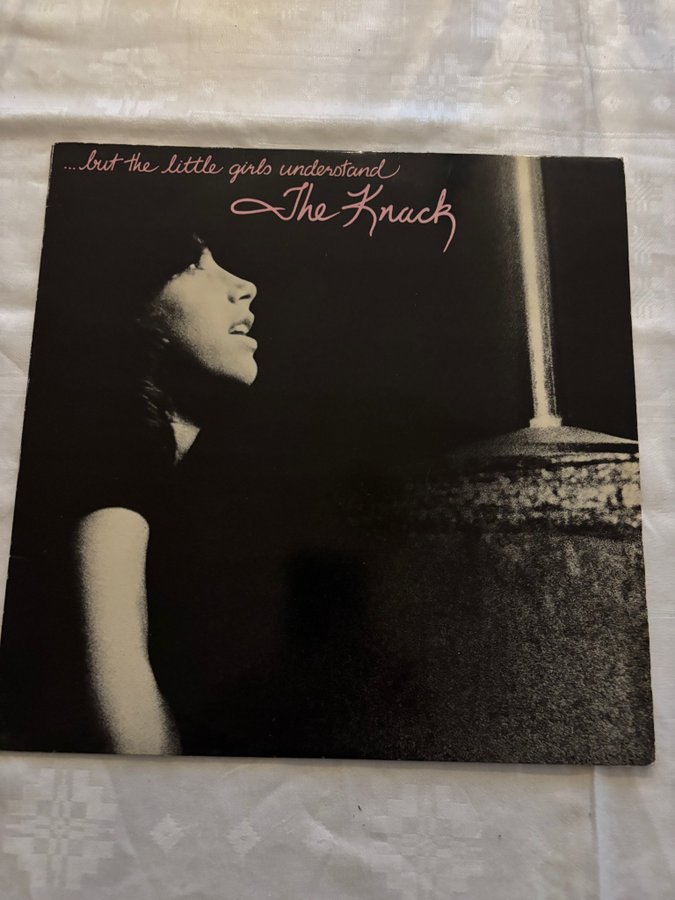 ...but the little girls understand
The Knack